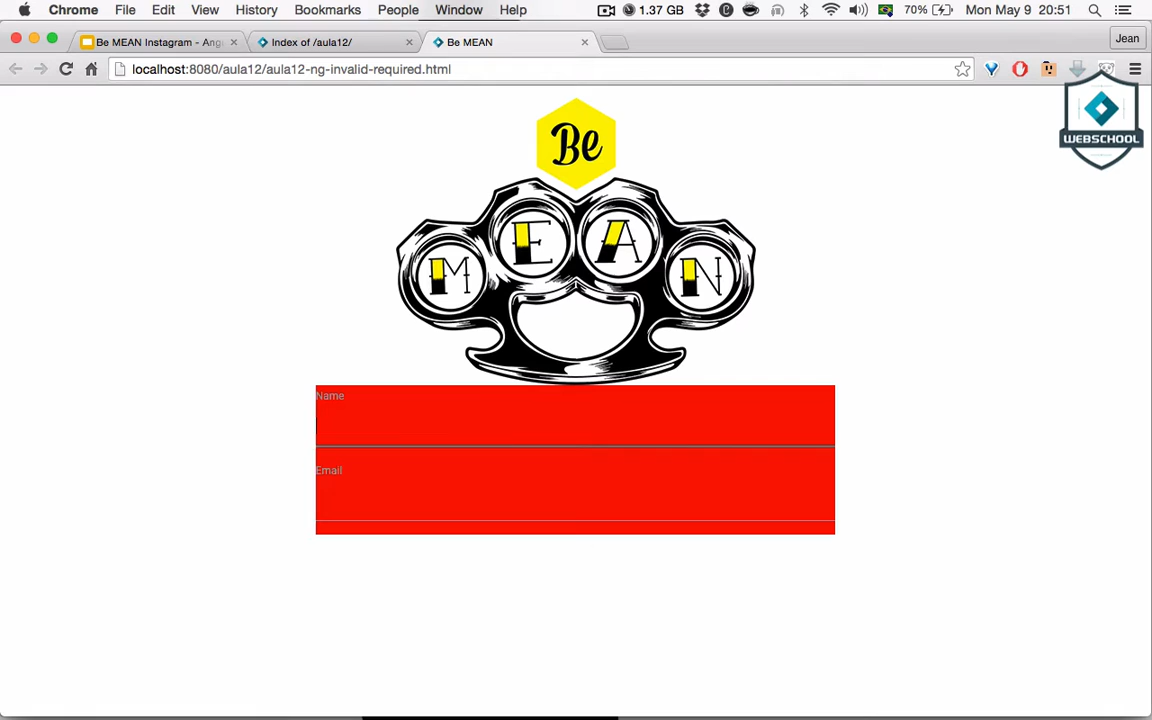 Chrome File Edit View History Bookmarks People Window Help 1.37 GB 70% Mon May 9 20:51
Be MEAN Instagram - Ang Index of /aula12/ Be MEAN Jean
localhost:8080/aula12/aula12-ng-invalid-required.html
WEBSCHOOL
Be
M E A N
Name
Email